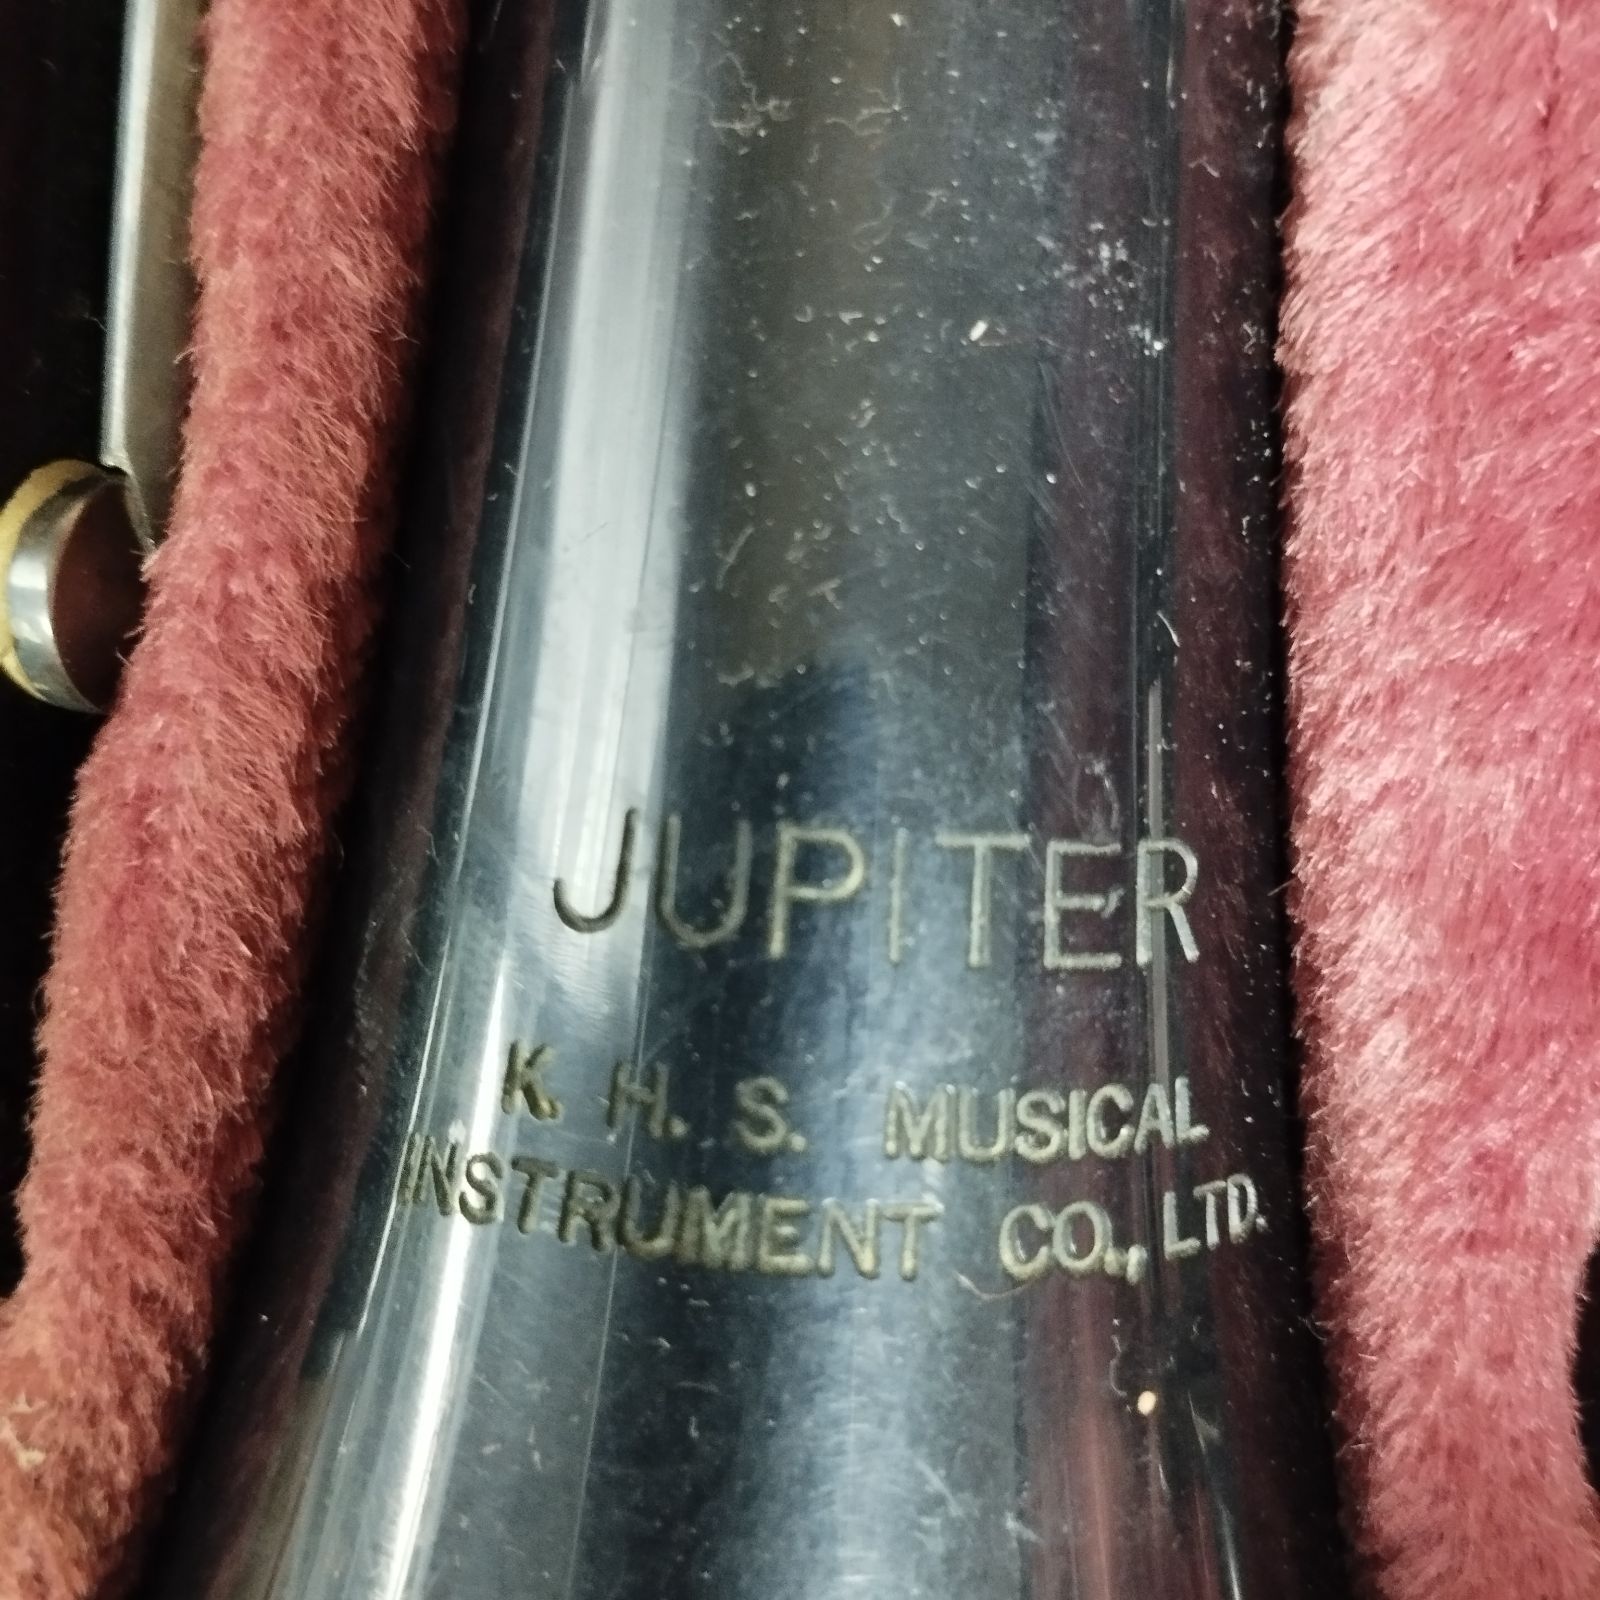 JUPITER
K. H. S. MUSICAL
INSTRUMENT CO., LTD.